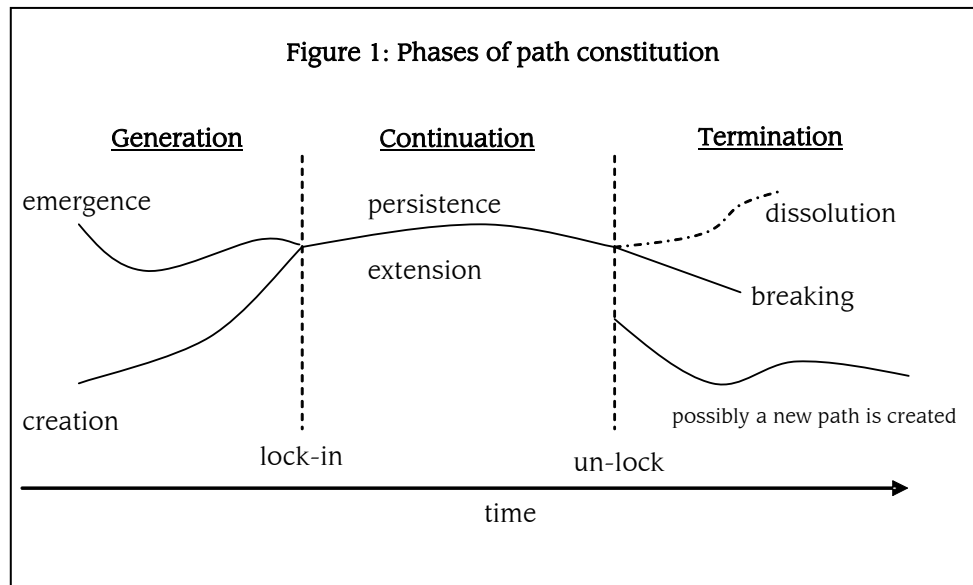 Figure 1: Phases of path constitution
Generation
Continuation
Termination
emergence
persistence
dissolution
extension
breaking
creation
possibly a new path is created
lock-in
un-lock
time